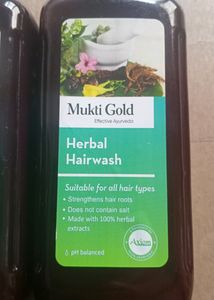 Mukti Gold
Effective Ayurveda
Herbal
Hairwash
Suitable for all hair types
• Strengthens hair roots
• Does not contain salt
• Made with 100% herbal
extracts
Axiom
pH balanced